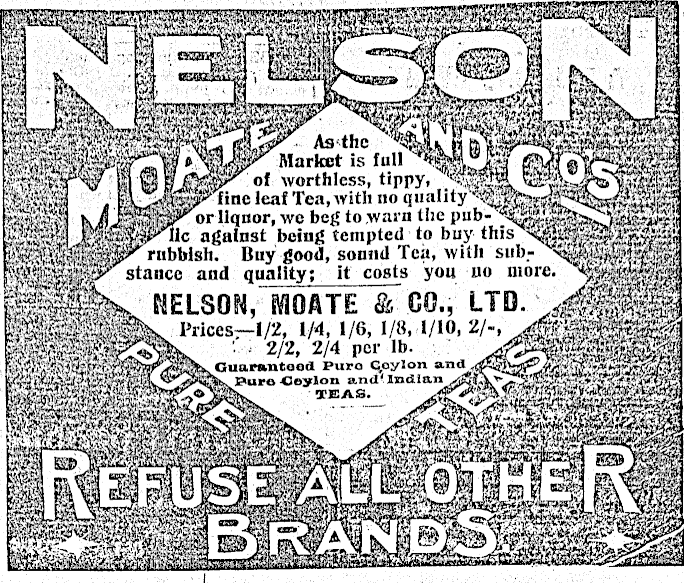 NELSON
MOATE AND COS
As the
Market is full
of worthless, tippy,
fine leaf Tea, with no quality
or liquor, we beg to warn the pub-
lic against being tempted to buy this
rubbish. Buy good, sound Tea, with sub-
stance and quality; it costs you no more.
NELSON, MOATE & CO., LTD.
Prices—1/2, 1/4, 1/6, 1/8, 1/10, 2/-,
2/2, 2/4 per lb.
Guaranteed Pure Ceylon and
Pure Ceylon and Indian
TEAS.
PURE TEAS
REFUSE ALL OTHER
BRANDS